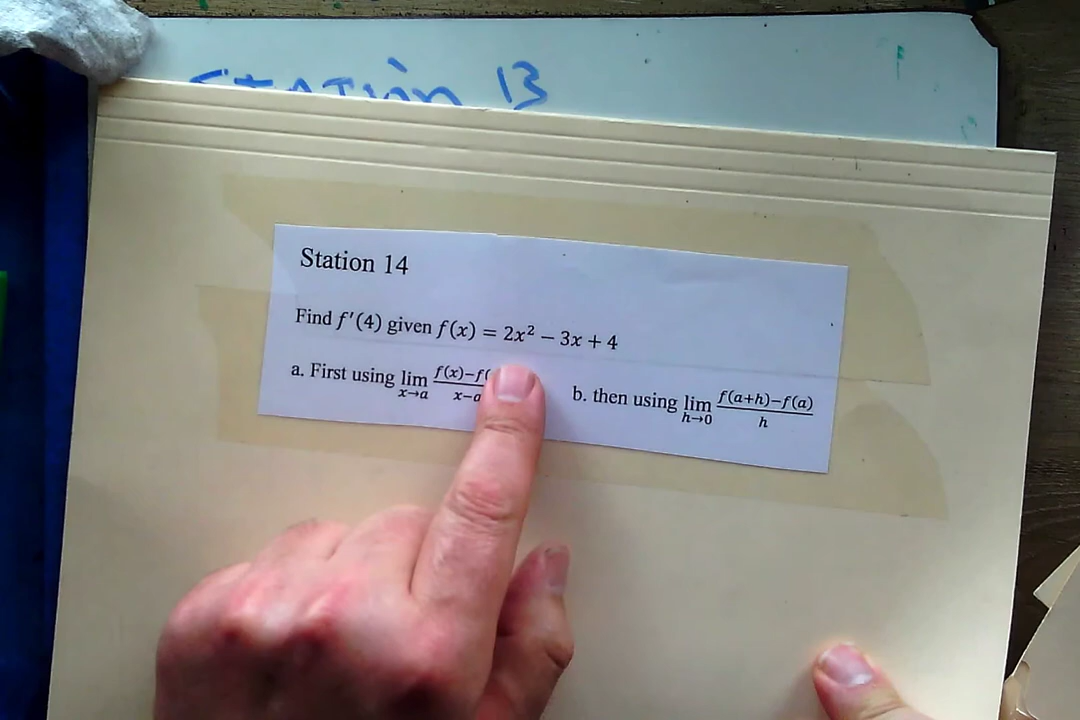 Station 13
Station 14
Find f'(4) given f(x) = 2x² − 3x + 4
a. First using lim x→a f(x)−f( / x−a b. then using lim h→0 f(a+h)−f(a) / h